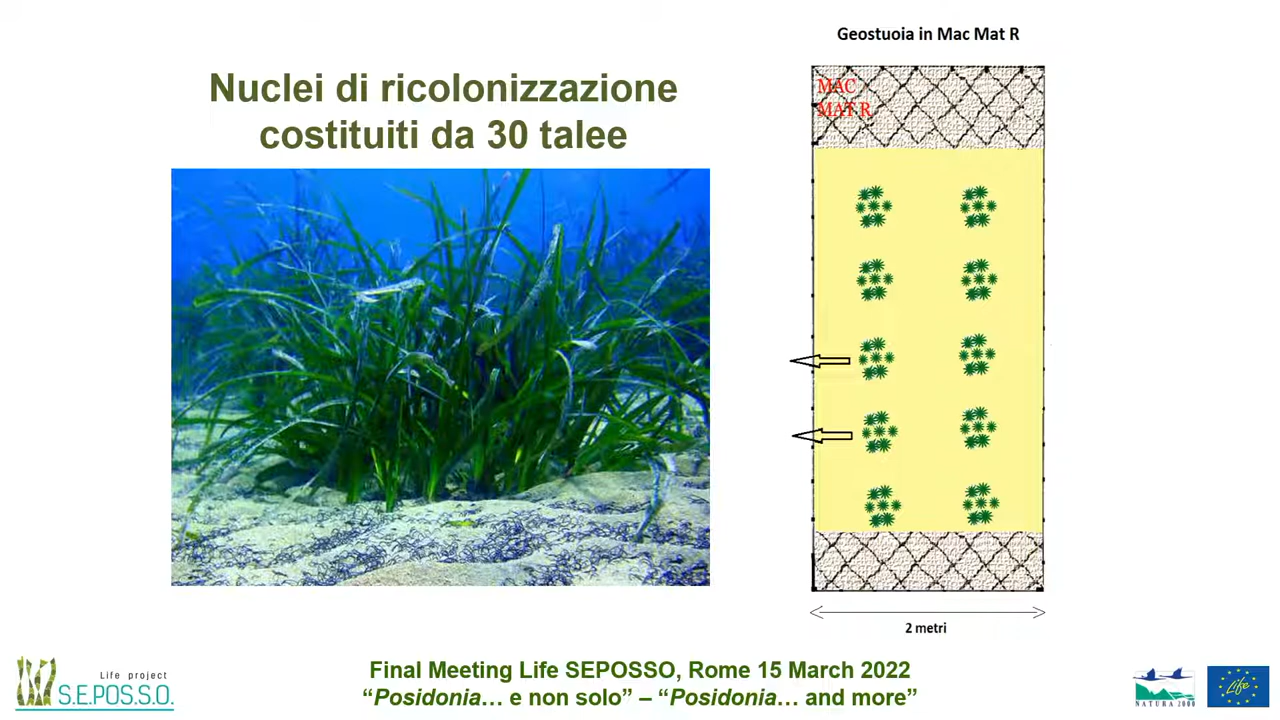 Geostuoia in Mac Mat R
Nuclei di ricolonizzazione
costituiti da 30 talee
MAC
MAT R
2 metri
Final Meeting Life SEPOSSO, Rome 15 March 2022
“Posidonia… e non solo” – “Posidonia… and more”
Life project
S.E.POS.S.O.
NATURA 2000
Life